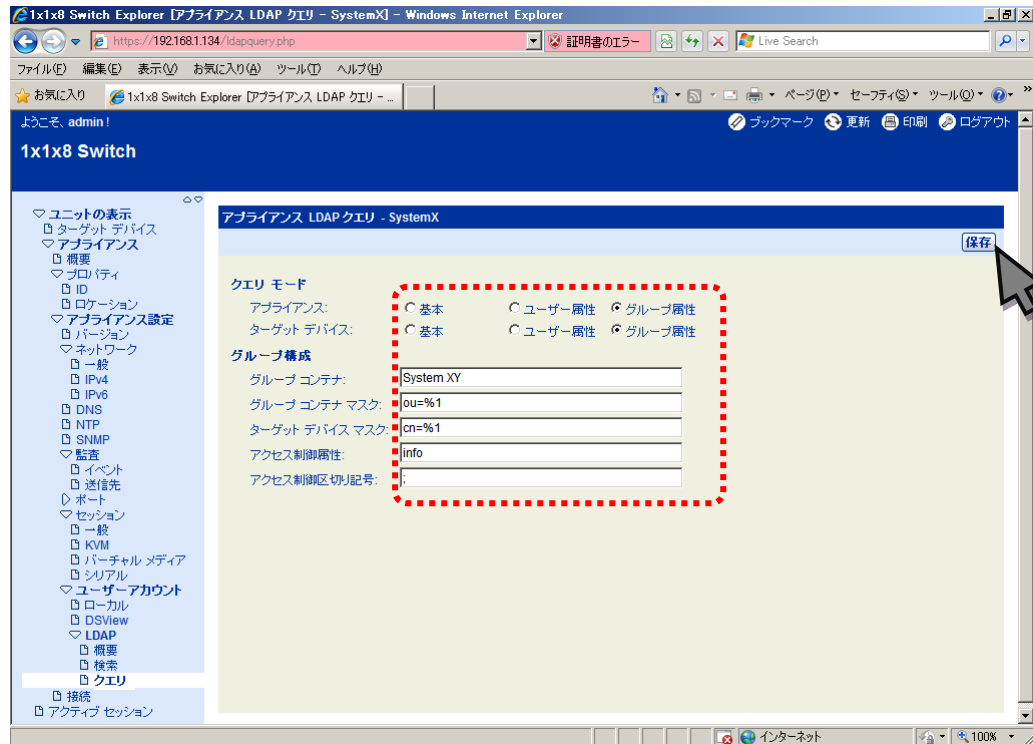 1x1x8 Switch Explorer [アプライアンス LDAP クエリ - SystemX] - Windows Internet Explorer
https://192.168.1.134/ldapquery.php 証明書のエラー Live Search
ファイル(F) 編集(E) 表示(V) お気に入り(A) ツール(T) ヘルプ(H)
お気に入り 1x1x8 Switch Explorer [アプライアンス LDAP クエリ - ... ページ(P) セーフティ(S) ツール(O)
ようこそ、admin ! ブックマーク 更新 印刷 ログアウト
1x1x8 Switch
ユニットの表示
ターゲット デバイス
アプライアンス
概要
プロパティ
ID
ロケーション
アプライアンス設定
バージョン
ネットワーク
一般
IPv4
IPv6
DNS
NTP
SNMP
監査
イベント
送信先
ポート
セッション
一般
KVM
バーチャル メディア
シリアル
ユーザーアカウント
ローカル
DSView
LDAP
概要
検索
クエリ
接続
アクティブ セッション
アプライアンス LDAP クエリ - SystemX
保存
クエリ モード
アプライアンス: 基本 ユーザー属性 グループ属性
ターゲット デバイス: 基本 ユーザー属性 グループ属性
グループ構成
グループ コンテナ: System XY
グループ コンテナ マスク: ou=%1
ターゲット デバイス マスク: cn=%1
アクセス制御属性: info
アクセス制御区切り記号: ;
インターネット 100%